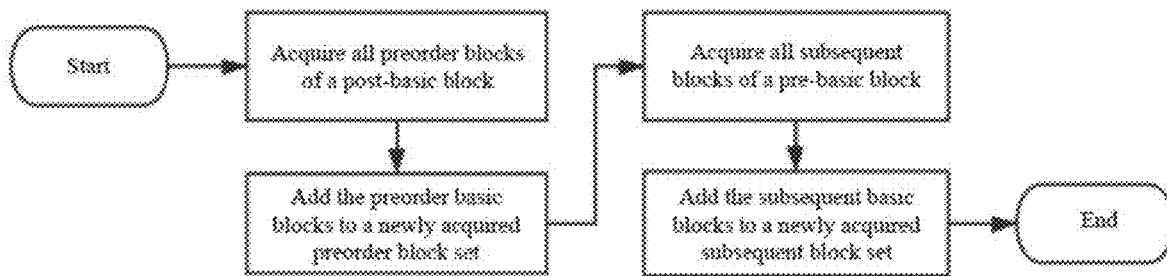 Start
Acquire all preorder blocks
of a post-basic block
Add the preorder basic
blocks to a newly acquired
preorder block set
Acquire all subsequent
blocks of a pre-basic block
Add the subsequent basic
blocks to a newly acquired
subsequent block set
End